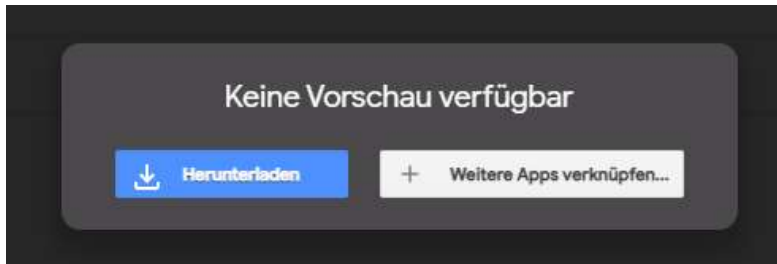 Keine Vorschau verfügbar
Herunterladen
Weitere Apps verknüpfen...